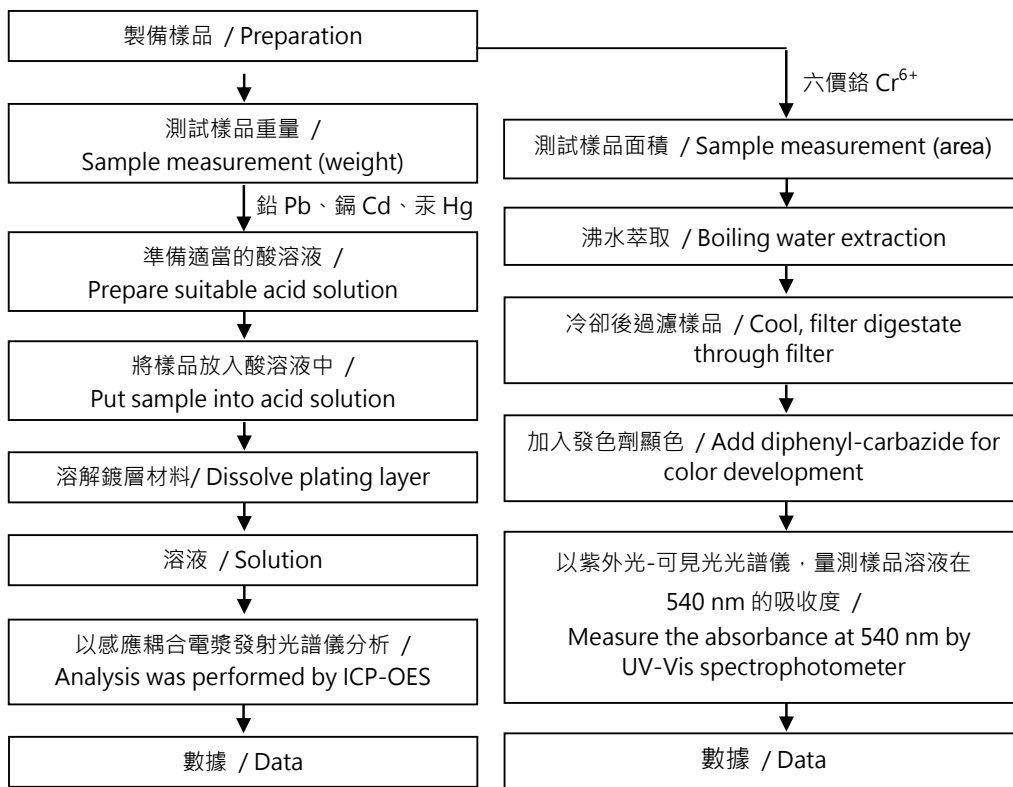 製備樣品 / Preparation
測試樣品重量 /
Sample measurement (weight)
鉛 Pb、鎘 Cd、汞 Hg
準備適當的酸溶液 /
Prepare suitable acid solution
將樣品放入酸溶液中 /
Put sample into acid solution
溶解鍍層材料/ Dissolve plating layer
溶液 / Solution
以感應耦合電漿發射光譜儀分析 /
Analysis was performed by ICP-OES
數據 / Data
六價鉻 Cr⁶⁺
測試樣品面積 / Sample measurement (area)
沸水萃取 / Boiling water extraction
冷卻後過濾樣品 / Cool, filter digestate
through filter
加入發色劑顯色 / Add diphenyl-carbazide for
color development
以紫外光-可見光光譜儀，量測樣品溶液在
540 nm 的吸收度 /
Measure the absorbance at 540 nm by
UV-Vis spectrophotometer
數據 / Data